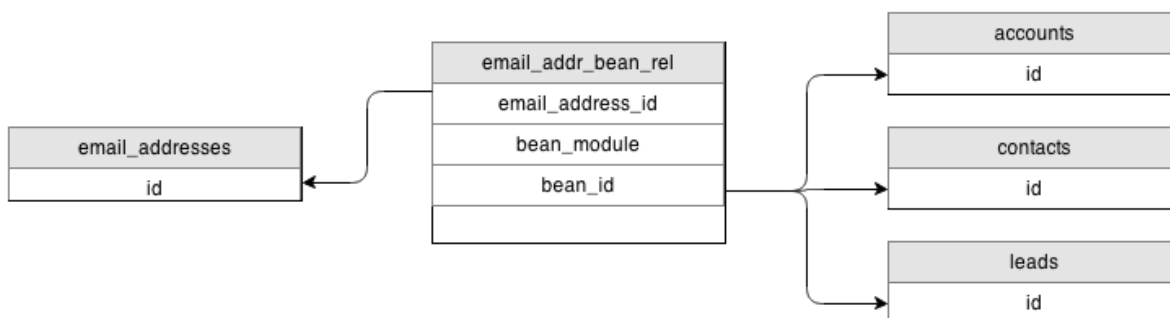 email_addresses
id
email_addr_bean_rel
email_address_id
bean_module
bean_id
accounts
id
contacts
id
leads
id